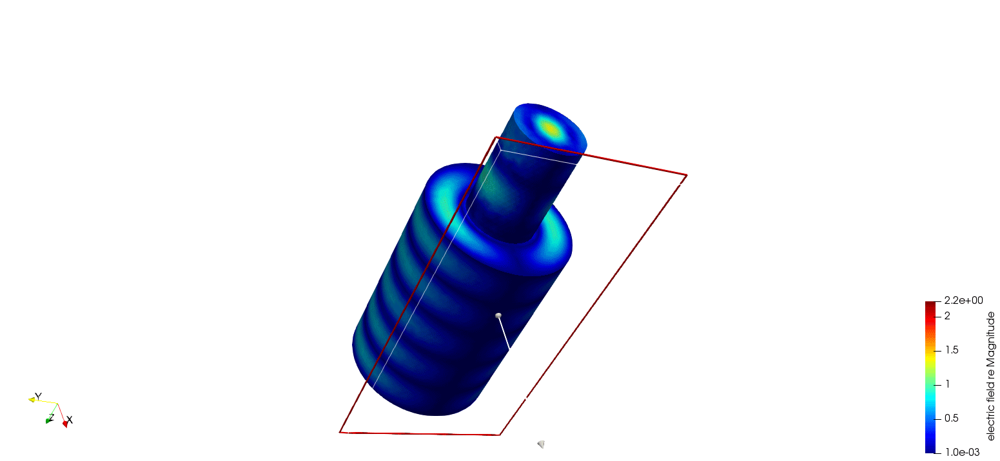 2.2e+00
2
1.5
1
0.5
1.0e-03
electric field re Magnitude
Y
Z
X